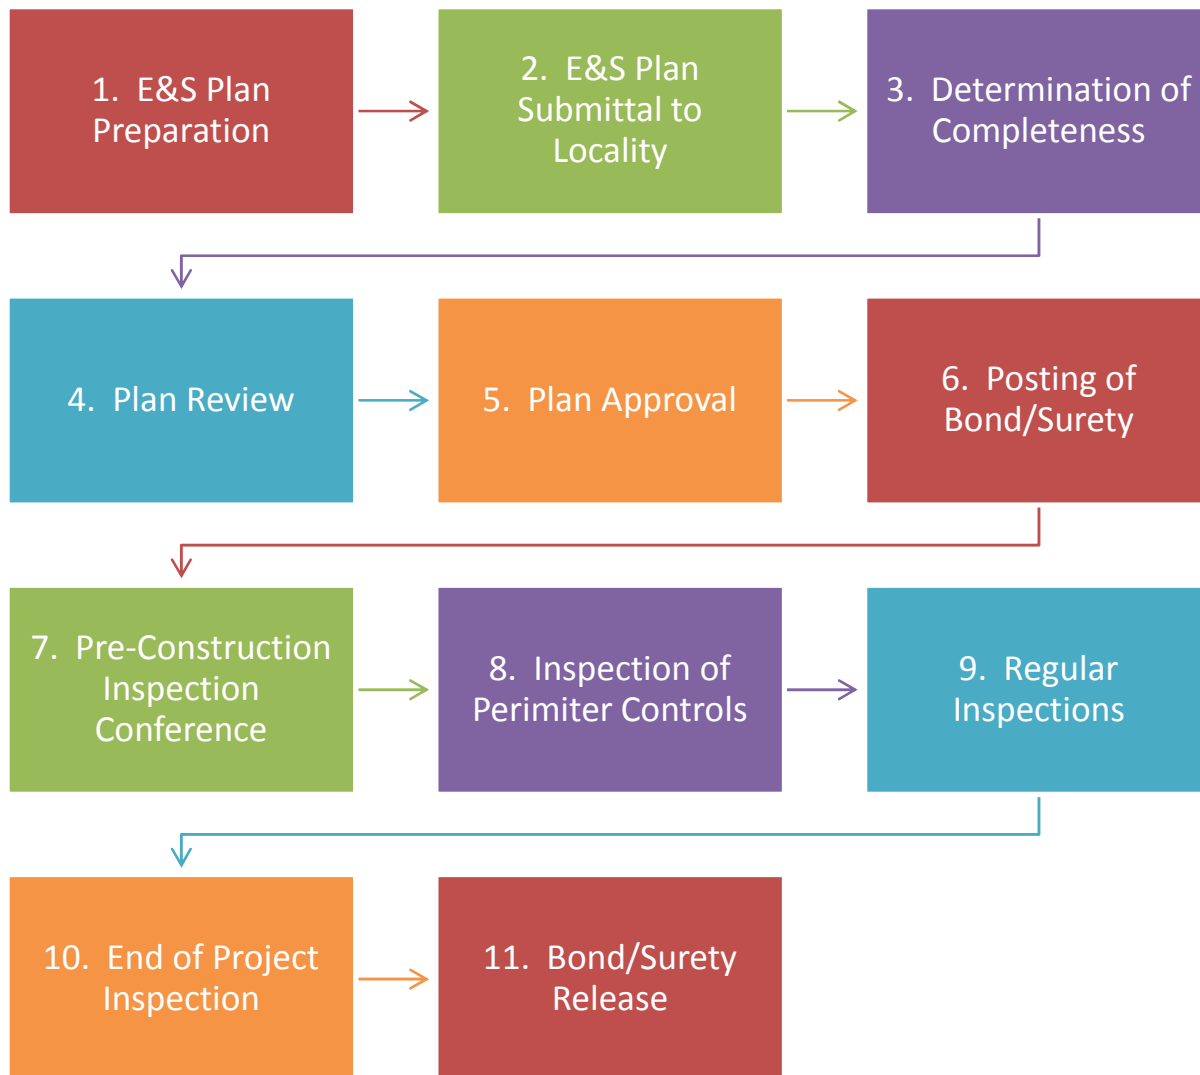 1. E&S Plan
Preparation
2. E&S Plan
Submittal to
Locality
3. Determination of
Completeness
4. Plan Review
5. Plan Approval
6. Posting of
Bond/Surety
7. Pre-Construction
Inspection
Conference
8. Inspection of
Perimiter Controls
9. Regular
Inspections
10. End of Project
Inspection
11. Bond/Surety
Release